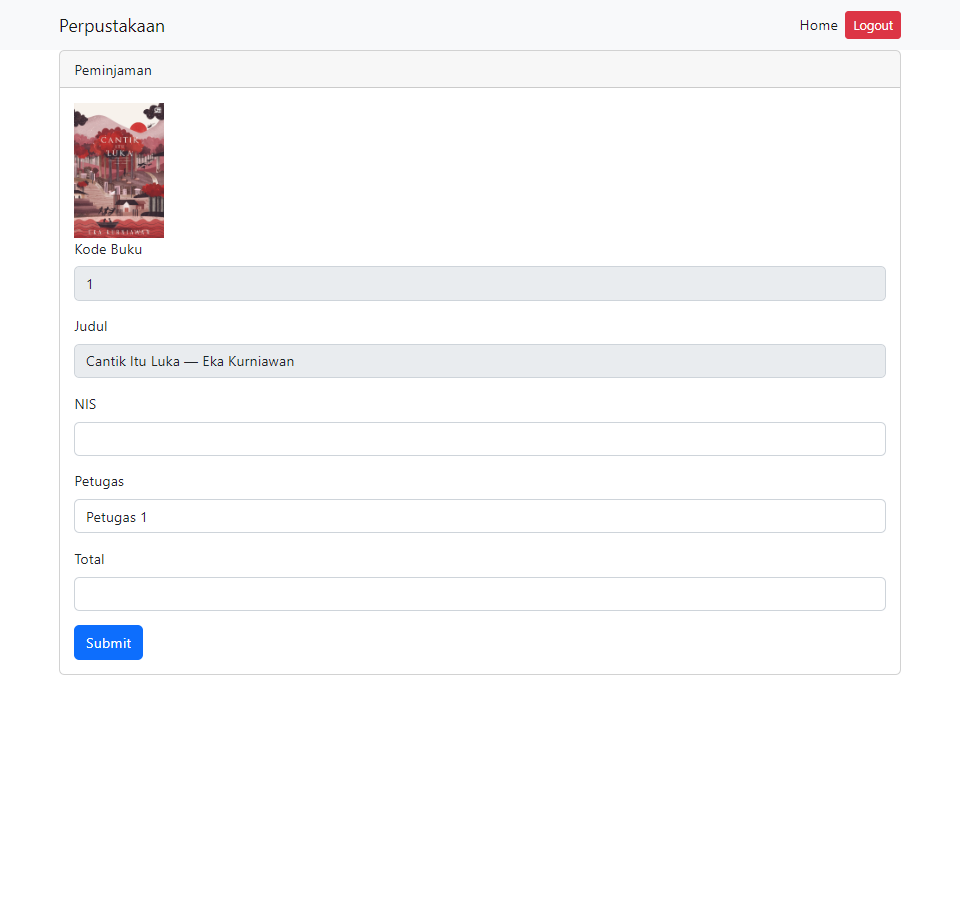 Perpustakaan
Home
Logout
Peminjaman
CANTIK
ITU
LUKA
EKA KURNIAWAN
Kode Buku
1
Judul
Cantik Itu Luka — Eka Kurniawan
NIS
Petugas
Petugas 1
Total
Submit